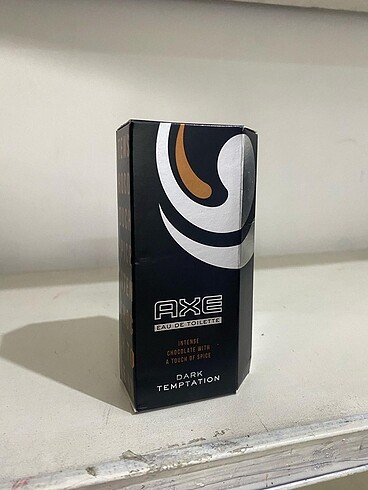 AXE
EAU DE TOILETTE
INTENSE
CHOCOLATE WITH
A TOUCH OF SPICE
DARK
TEMPTATION